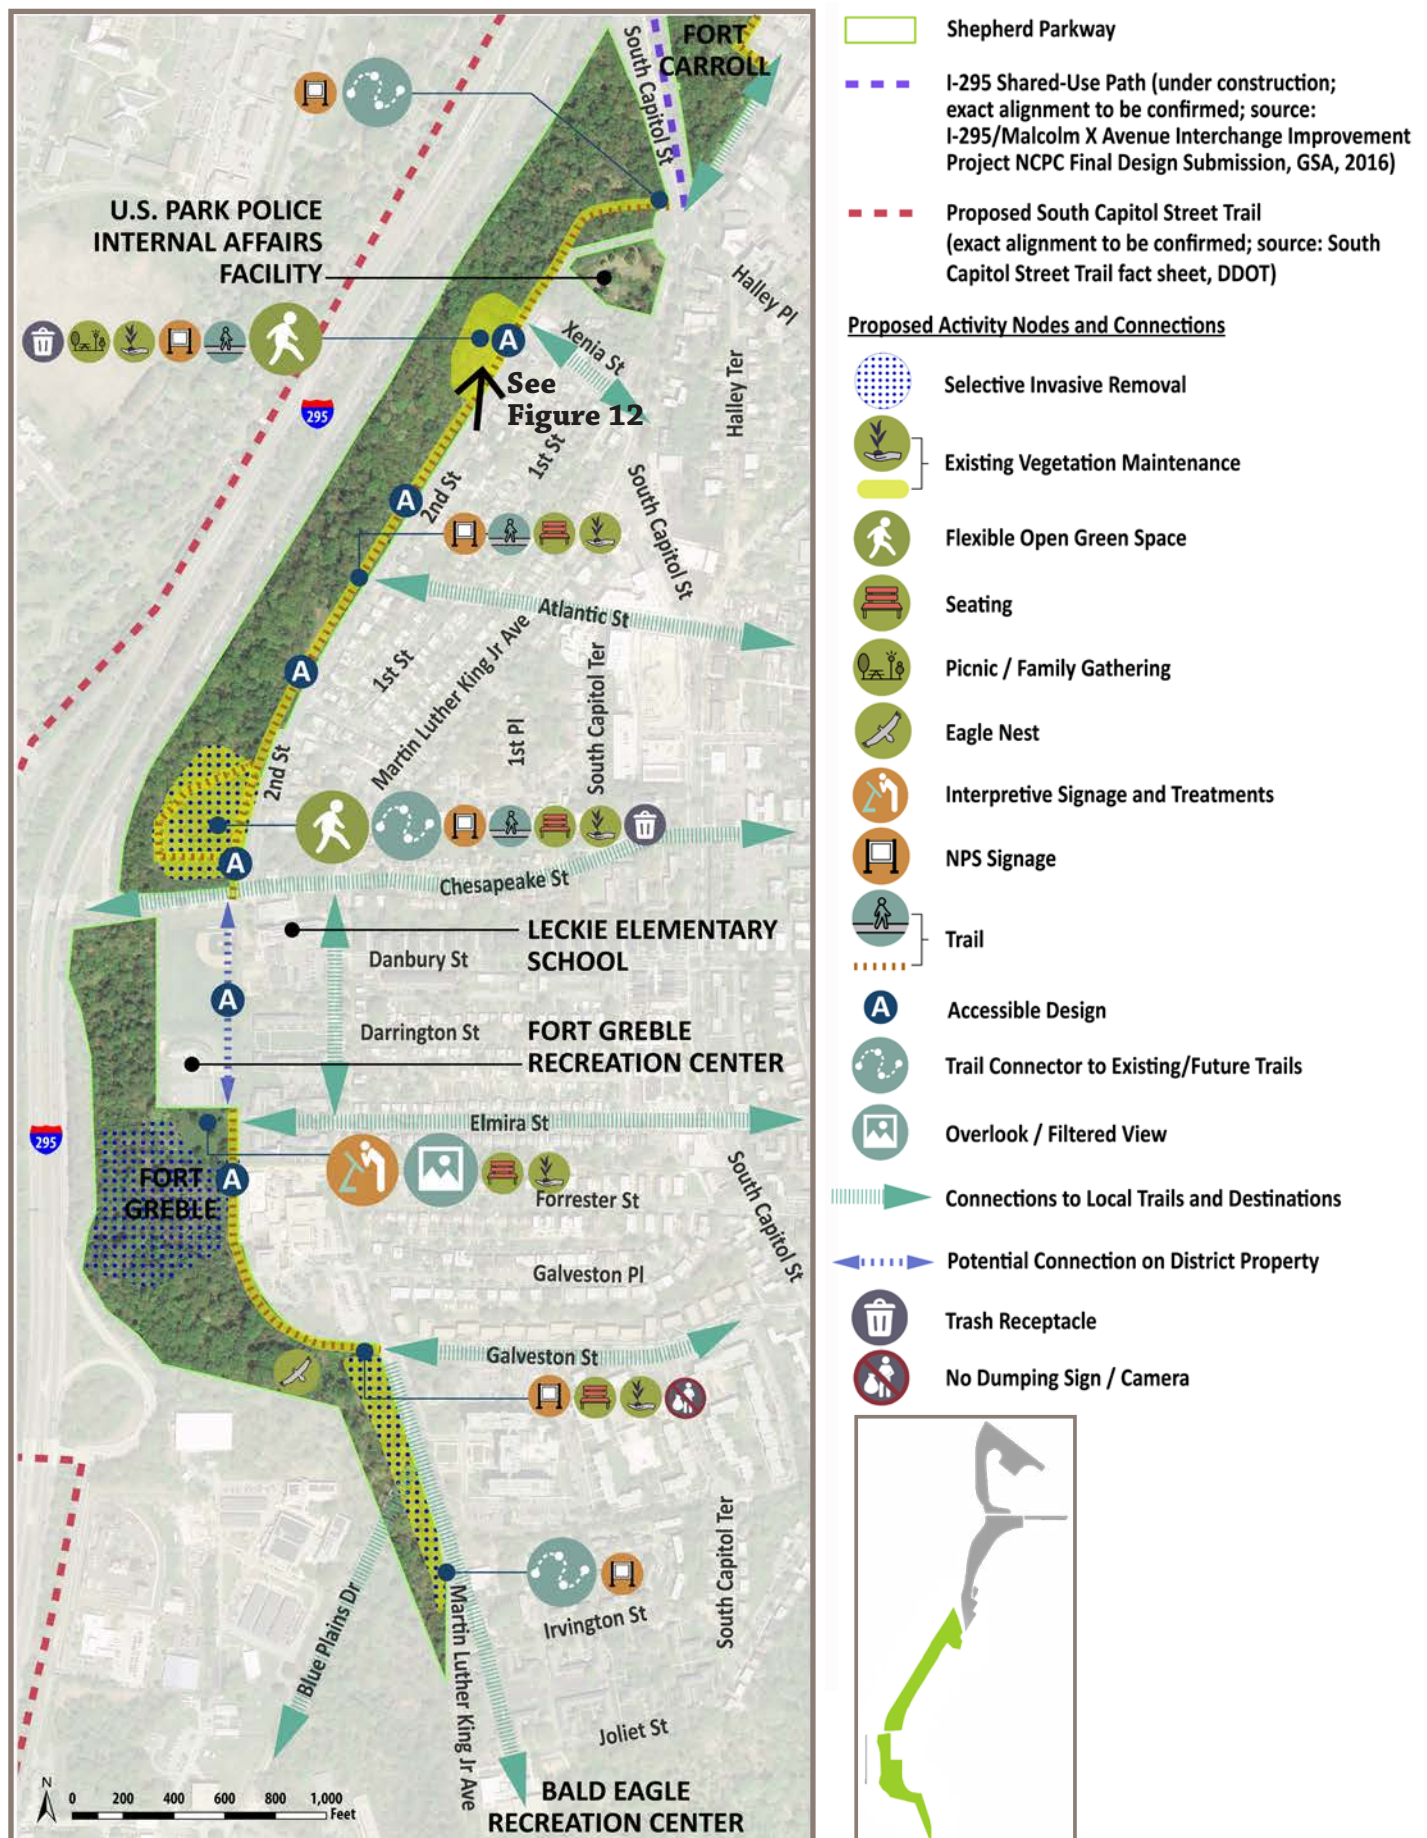 FORT
CARROLL
South Capitol St
South Capitol St
U.S. PARK POLICE
INTERNAL AFFAIRS
FACILITY
Halley Pl
Xenia St
Halley Ter
A
See
Figure 12
295
1st St
2nd St
A
South Capitol St
Atlantic St
1st St
Martin Luther King Jr Ave
A
1st Pl
South Capitol Ter
2nd St
A
Chesapeake St
LECKIE ELEMENTARY
SCHOOL
Danbury St
A
Darrington St
FORT GREBLE
RECREATION CENTER
Elmira St
295
FORT
GREBLE
A
Forrester St
South Capitol St
Galveston Pl
Galveston St
South Capitol Ter
Irvington St
Blue Plains Dr
Martin Luther King Jr Ave
Joliet St
BALD EAGLE
RECREATION CENTER
N
0 200 400 600 800 1,000
Feet
Shepherd Parkway
I-295 Shared-Use Path (under construction;
exact alignment to be confirmed; source:
I-295/Malcolm X Avenue Interchange Improvement
Project NCPC Final Design Submission, GSA, 2016)
Proposed South Capitol Street Trail
(exact alignment to be confirmed; source: South
Capitol Street Trail fact sheet, DDOT)
Proposed Activity Nodes and Connections
Selective Invasive Removal
Existing Vegetation Maintenance
Flexible Open Green Space
Seating
Picnic / Family Gathering
Eagle Nest
Interpretive Signage and Treatments
NPS Signage
Trail
A Accessible Design
Trail Connector to Existing/Future Trails
Overlook / Filtered View
Connections to Local Trails and Destinations
Potential Connection on District Property
Trash Receptacle
No Dumping Sign / Camera